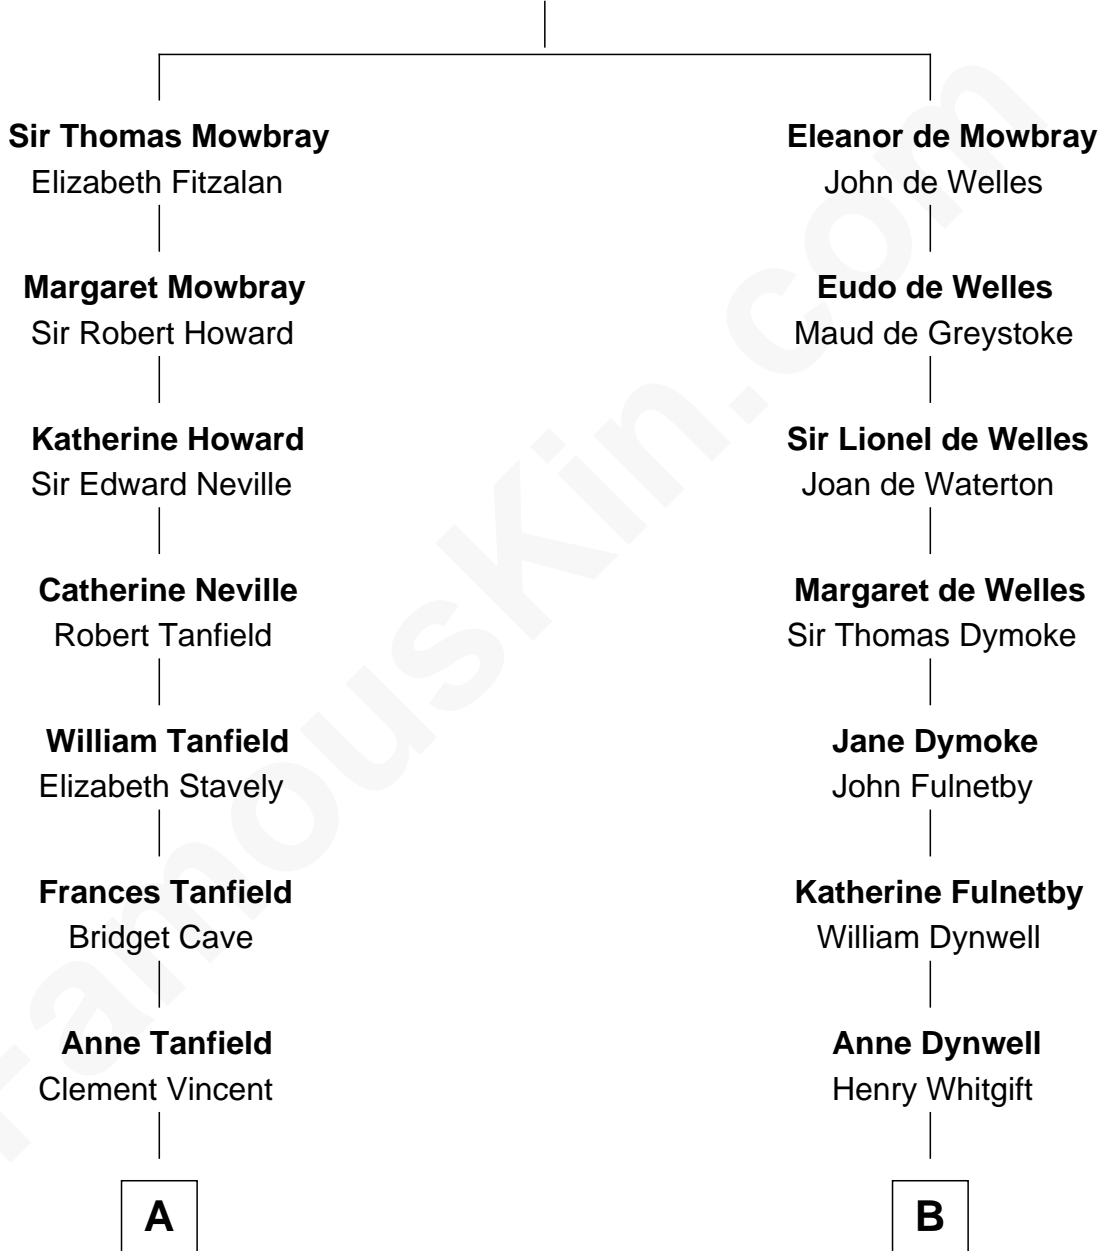 Sir Thomas Mowbray
Elizabeth Fitzalan
Margaret Mowbray
Sir Robert Howard
Katherine Howard
Sir Edward Neville
Catherine Neville
Robert Tanfield
William Tanfield
Elizabeth Stavely
Frances Tanfield
Bridget Cave
Anne Tanfield
Clement Vincent
A
Eleanor de Mowbray
John de Welles
Eudo de Welles
Maud de Greystoke
Sir Lionel de Welles
Joan de Waterton
Margaret de Welles
Sir Thomas Dymoke
Jane Dymoke
John Fulnetby
Katherine Fulnetby
William Dynwell
Anne Dynwell
Henry Whitgift
B
FamousKin.com